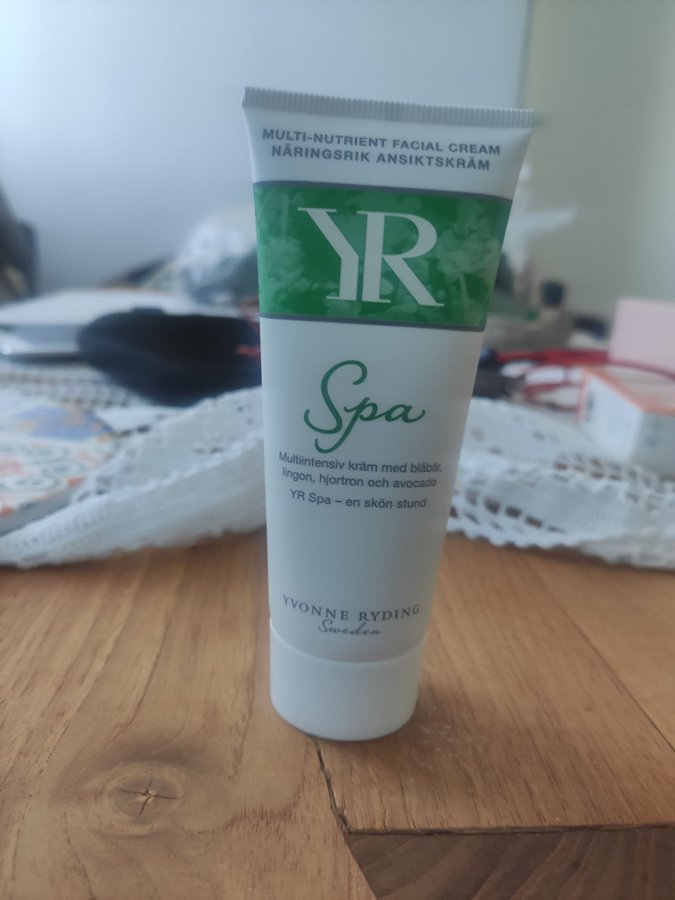 MULTI-NUTRIENT FACIAL CREAM
NÄRINGSRIK ANSIKTSKRÄM
YR
Spa
Multiintensiv kräm med blåbär,
lingon, hjortron och avocado
YR Spa – en skön stund
YVONNE RYDING
Sweden